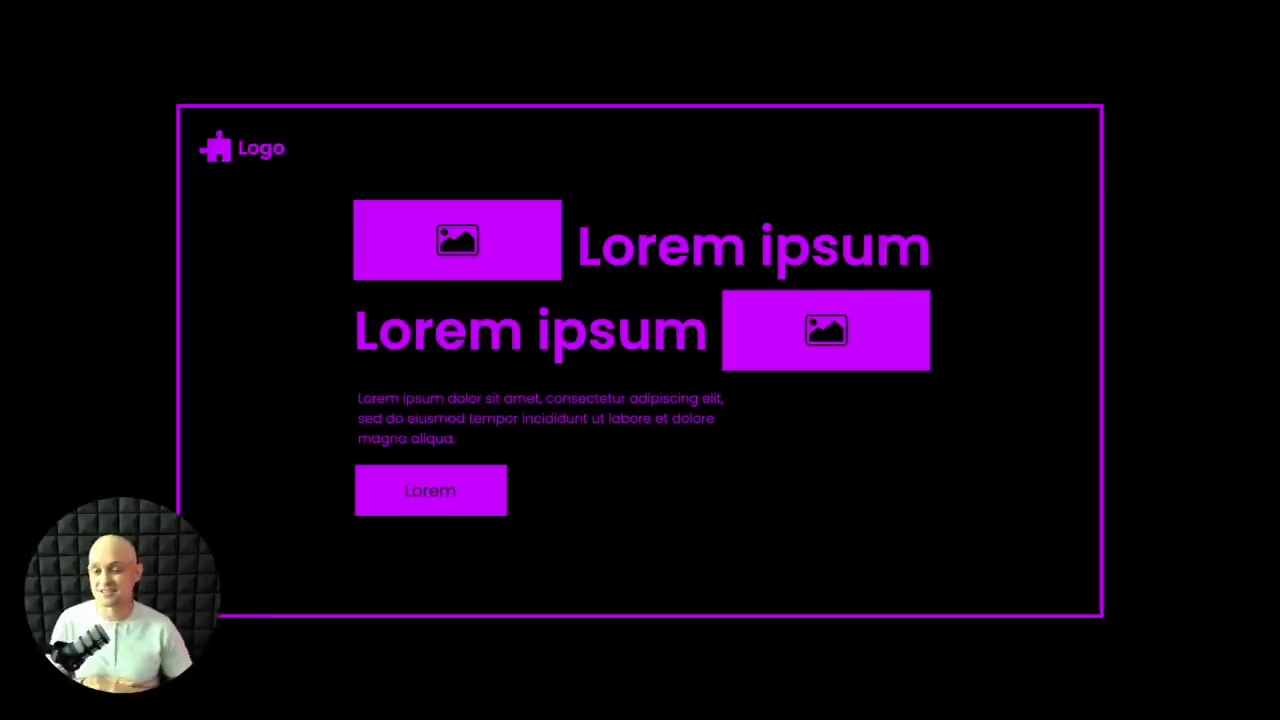 Logo
Lorem ipsum
Lorem ipsum
Lorem ipsum dolor sit amet, consectetur adipiscing elit,
sed do eiusmod tempor incididunt ut labore et dolore
magna aliqua.
Lorem